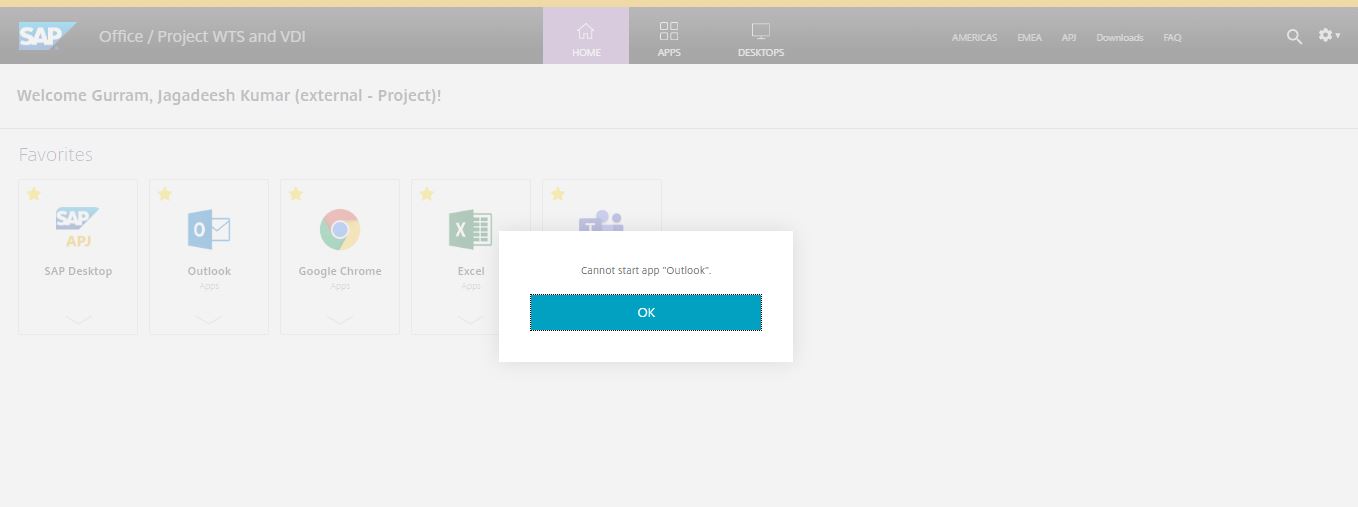 SAP Office / Project WTS and VDI HOME APPS DESKTOPS AMERICAS EMEA APJ Downloads FAQ
Welcome Gurram, Jagadeesh Kumar (external - Project)!
Favorites
SAP
APJ
SAP Desktop
Outlook
Apps
Google Chrome
Apps
Excel
Apps
Cannot start app "Outlook".
OK